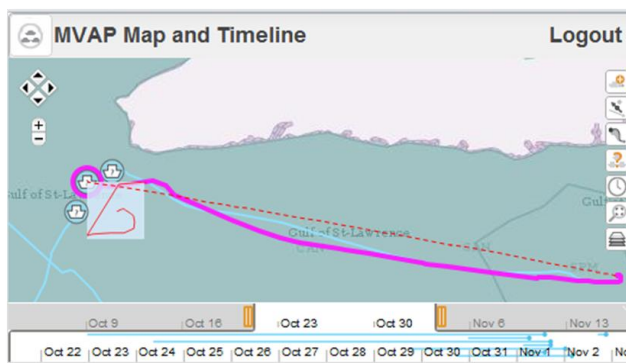 MVAP Map and Timeline
Logout
Gulf of St-Lawrence
Oct 9
Oct 16
Oct 23
Oct 30
Nov 6
Nov 13
Oct 22
Oct 23
Oct 24
Oct 25
Oct 26
Oct 27
Oct 28
Oct 29
Oct 30
Oct 31
Nov 1
Nov 2